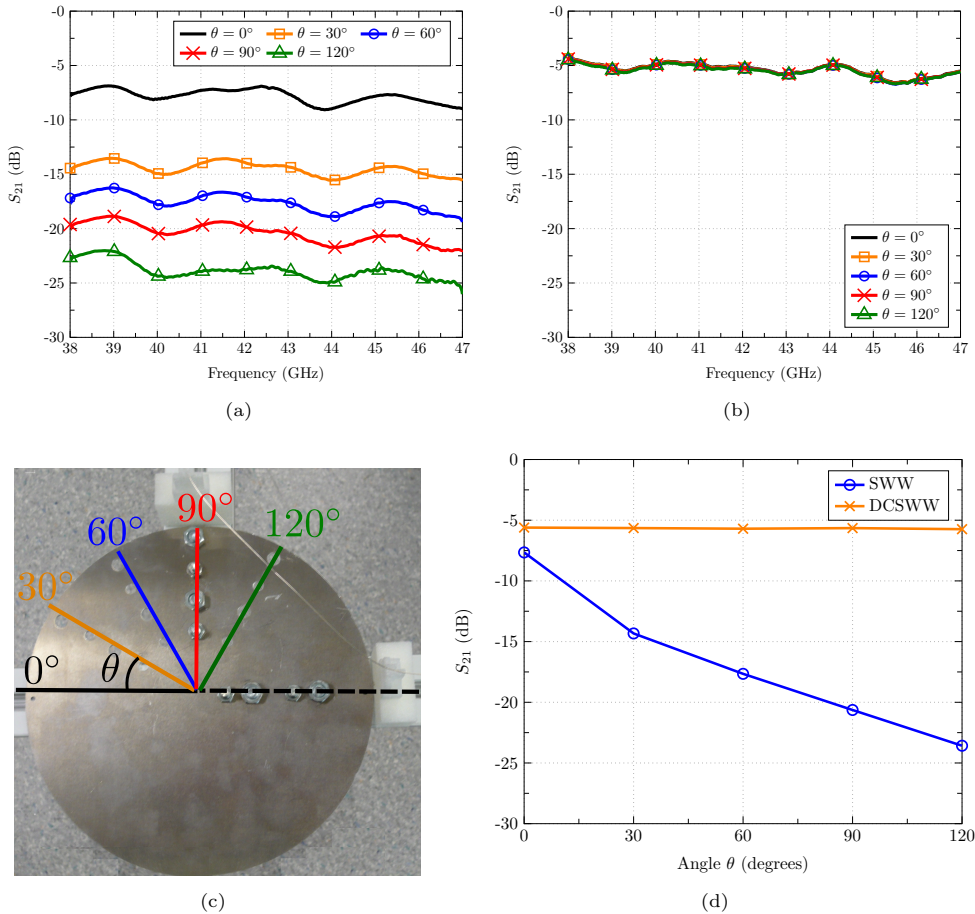 -0
-5
-10
-15
-20
-25
-30
S21 (dB)
θ = 0° θ = 30° θ = 60°
θ = 90° θ = 120°
38 39 40 41 42 43 44 45 46 47
Frequency (GHz)
(a)
-0
-5
-10
-15
-20
-25
-30
S21 (dB)
θ = 0°
θ = 30°
θ = 60°
θ = 90°
θ = 120°
38 39 40 41 42 43 44 45 46 47
Frequency (GHz)
(b)
0°
30°
60°
90°
120°
θ
(c)
0
-5
-10
-15
-20
-25
-30
S21 (dB)
SWW
DCSWW
0 30 60 90 120
Angle θ (degrees)
(d)